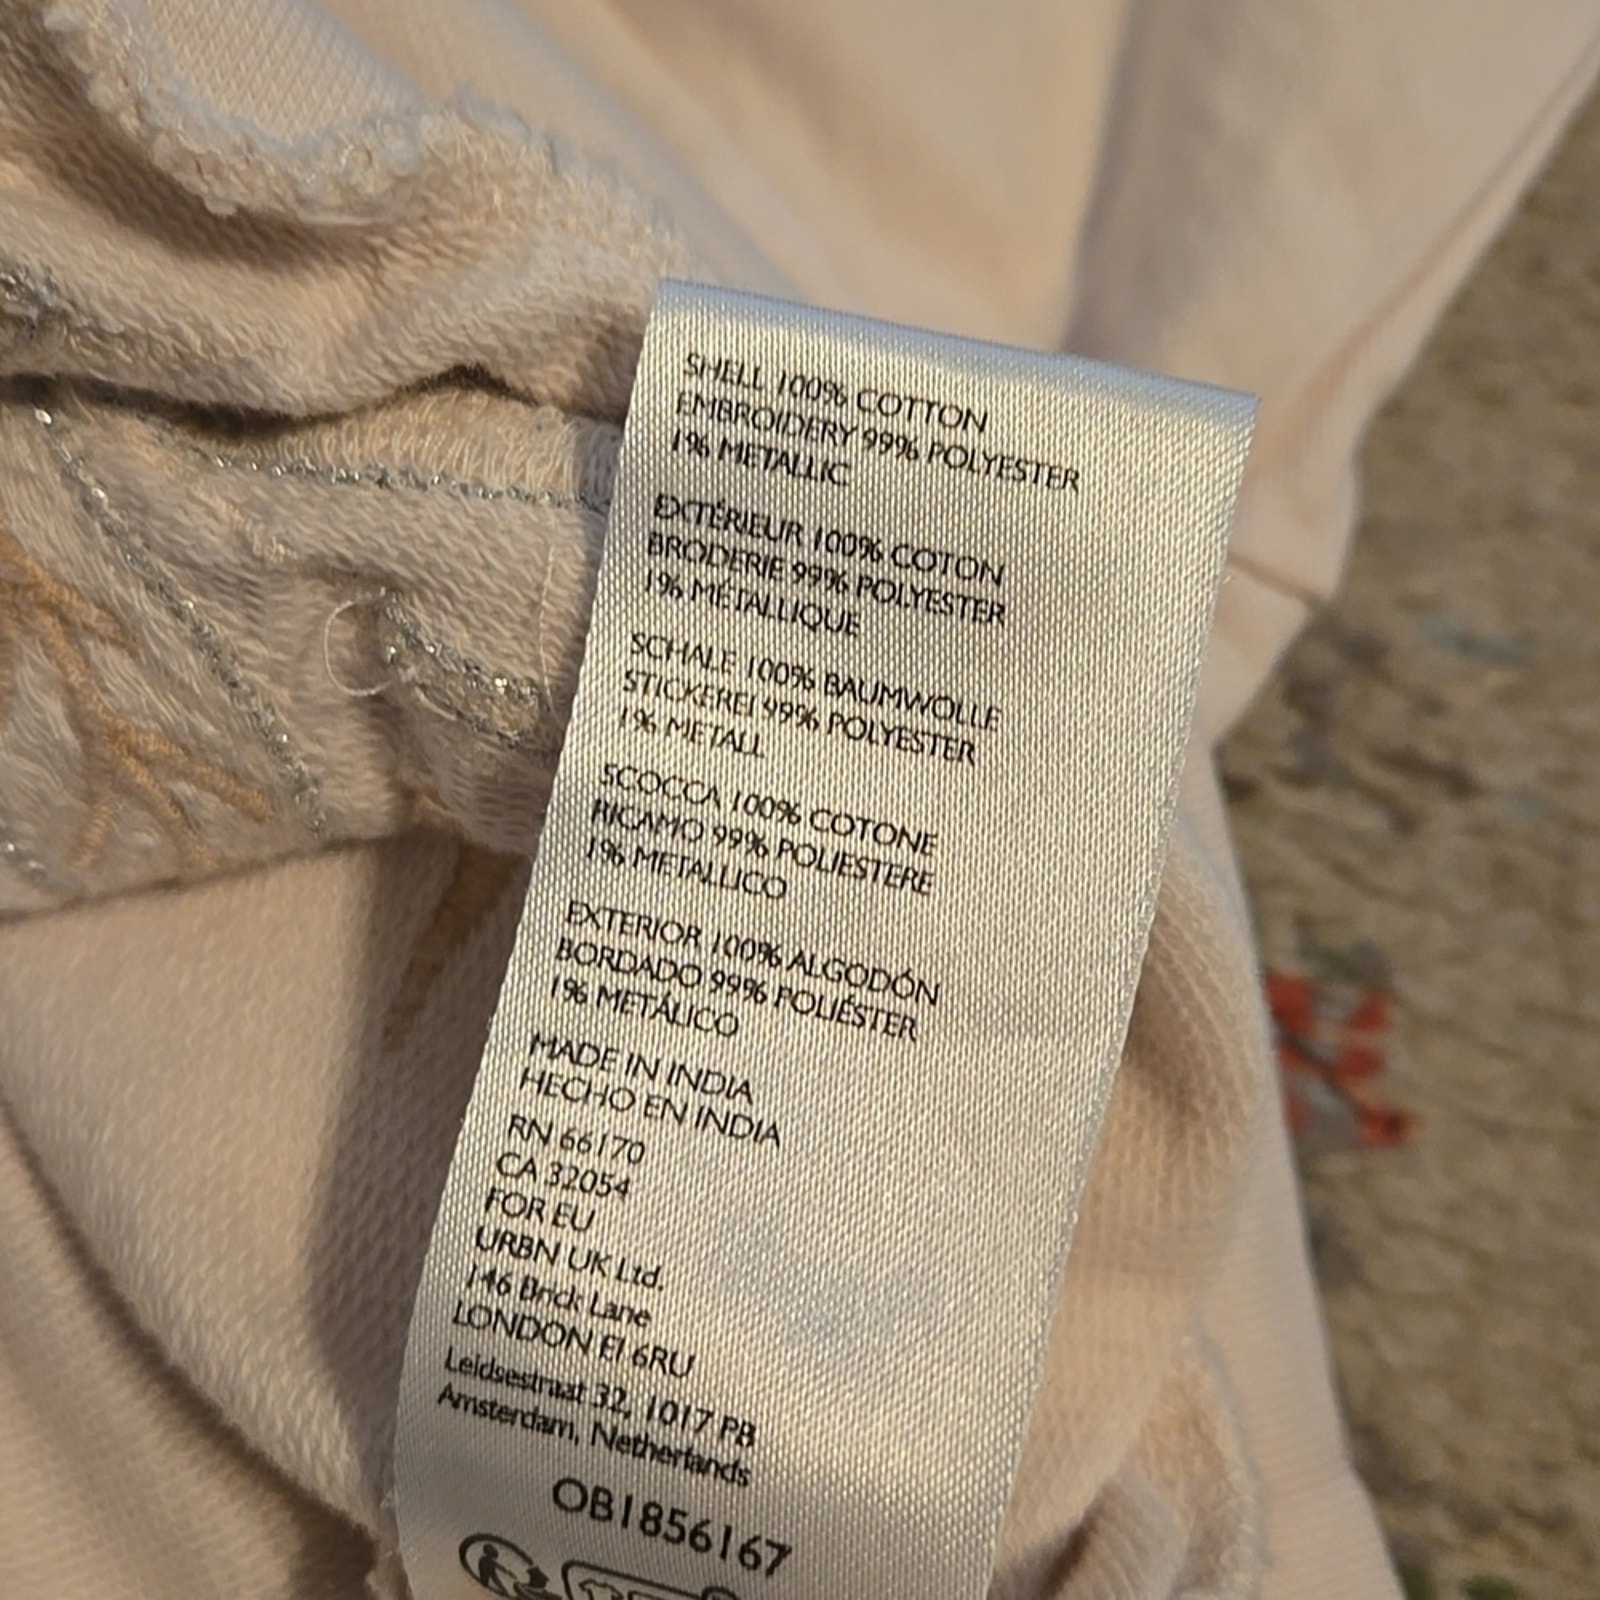 SHELL 100% COTTON
EMBROIDERY 99% POLYESTER
1% METALLIC
EXTÉRIEUR 100% COTON
BRODERIE 99% POLYESTER
1% MÉTALLIQUE
SCHALE 100% BAUMWOLLE
STICKEREI 99% POLYESTER
1% METALL
SCOCCA 100% COTONE
RICAMO 99% POLIESTERE
1% METALLICO
EXTERIOR 100% ALGODÓN
BORDADO 99% POLIÉSTER
1% METÁLICO
MADE IN INDIA
HECHO EN INDIA
RN 66170
CA 32054
FOR EU
URBN UK Ltd.
146 Brick Lane
LONDON E1 6RU
Leidsestraat 32, 1017 PB
Amsterdam, Netherlands
OB1856167